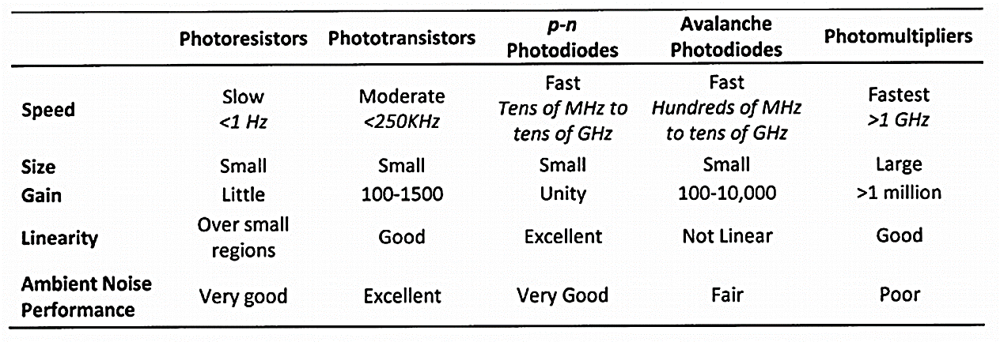 Photoresistors Phototransistors p-n Photodiodes Avalanche Photodiodes Photomultipliers
Speed Slow <1 Hz Moderate <250KHz Fast Tens of MHz to tens of GHz Fast Hundreds of MHz to tens of GHz Fastest >1 GHz
Size Small Small Small Small Large
Gain Little 100-1500 Unity 100-10,000 >1 million
Linearity Over small regions Good Excellent Not Linear Good
Ambient Noise Performance Very good Excellent Very Good Fair Poor